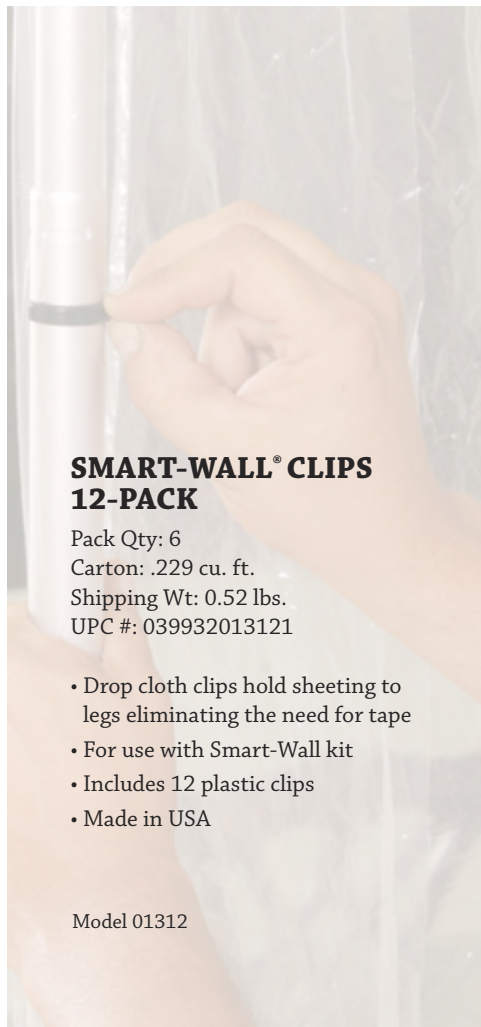 SMART-WALL® CLIPS
12-PACK
Pack Qty: 6
Carton: .229 cu. ft.
Shipping Wt: 0.52 lbs.
UPC #: 039932013121
• Drop cloth clips hold sheeting to
legs eliminating the need for tape
• For use with Smart-Wall kit
• Includes 12 plastic clips
• Made in USA
Model 01312